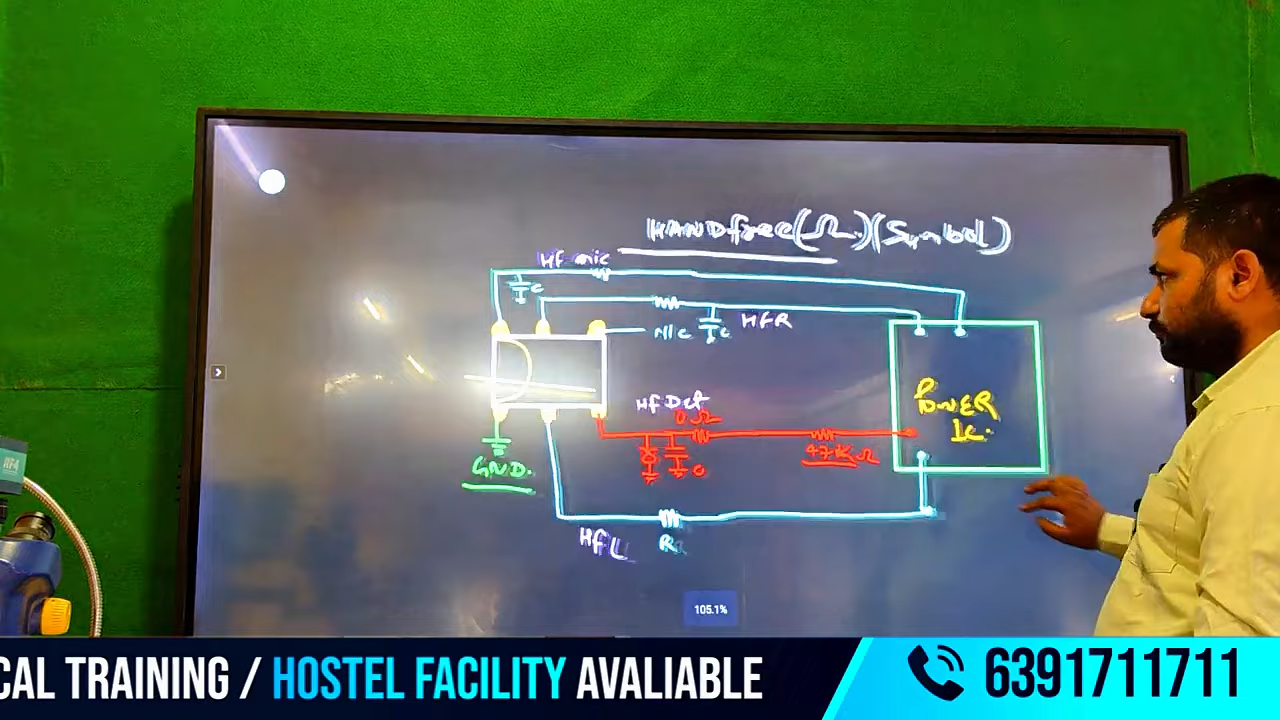 HANDfree(Ω)(Symbol)
HF-mic
C
N/C
C
HFR
HF Det
0Ω
POWER
IC.
47KΩ
C
GND.
HFL
R
105.1%
CAL TRAINING / HOSTEL FACILITY AVALIABLE
6391711711